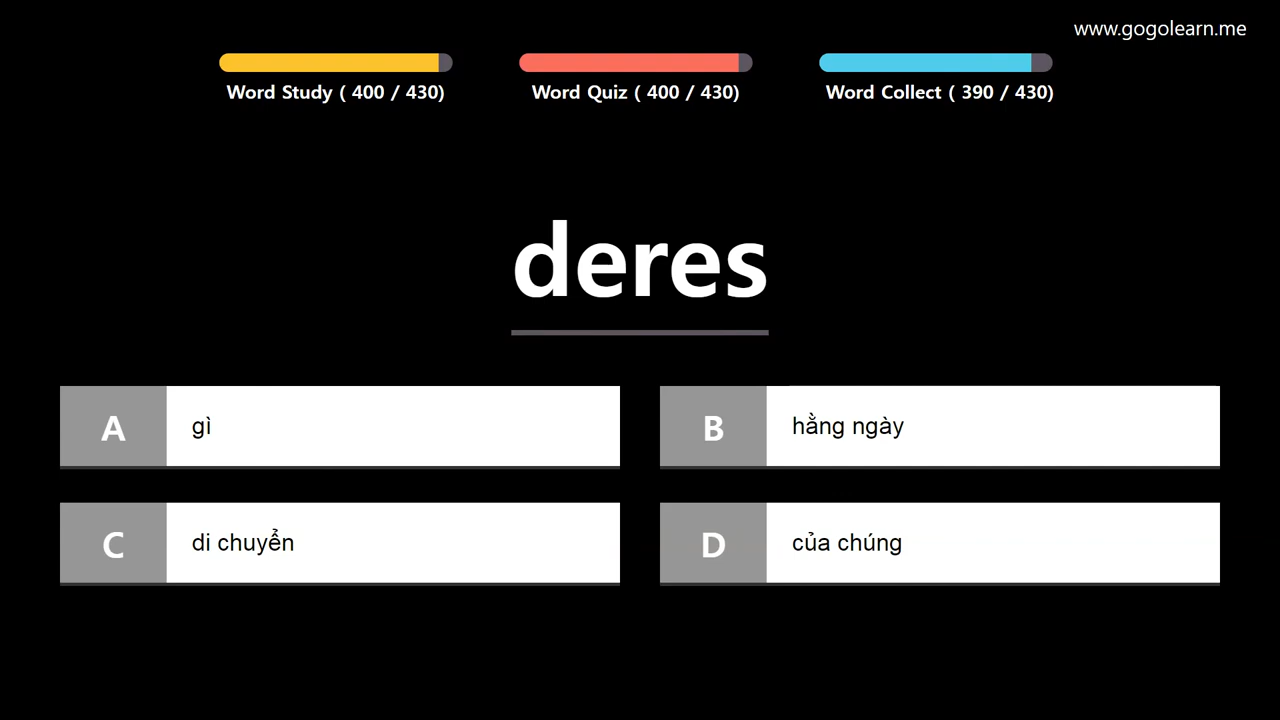 www.gogolearn.me
Word Study ( 400 / 430)
Word Quiz ( 400 / 430)
Word Collect ( 390 / 430)
deres
A
gì
B
hằng ngày
C
di chuyển
D
của chúng